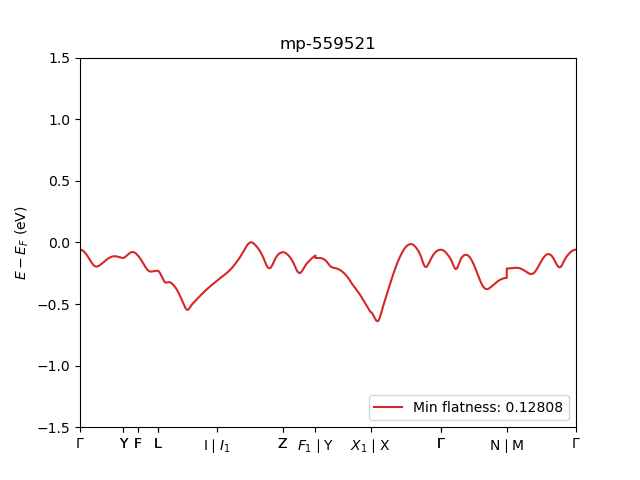 mp-559521
E − E_F (eV)
1.5
1.0
0.5
0.0
−0.5
−1.0
−1.5
Min flatness: 0.12808
Γ Y F L I | I₁ Z F₁ | Y X₁ | X Γ N | M Γ